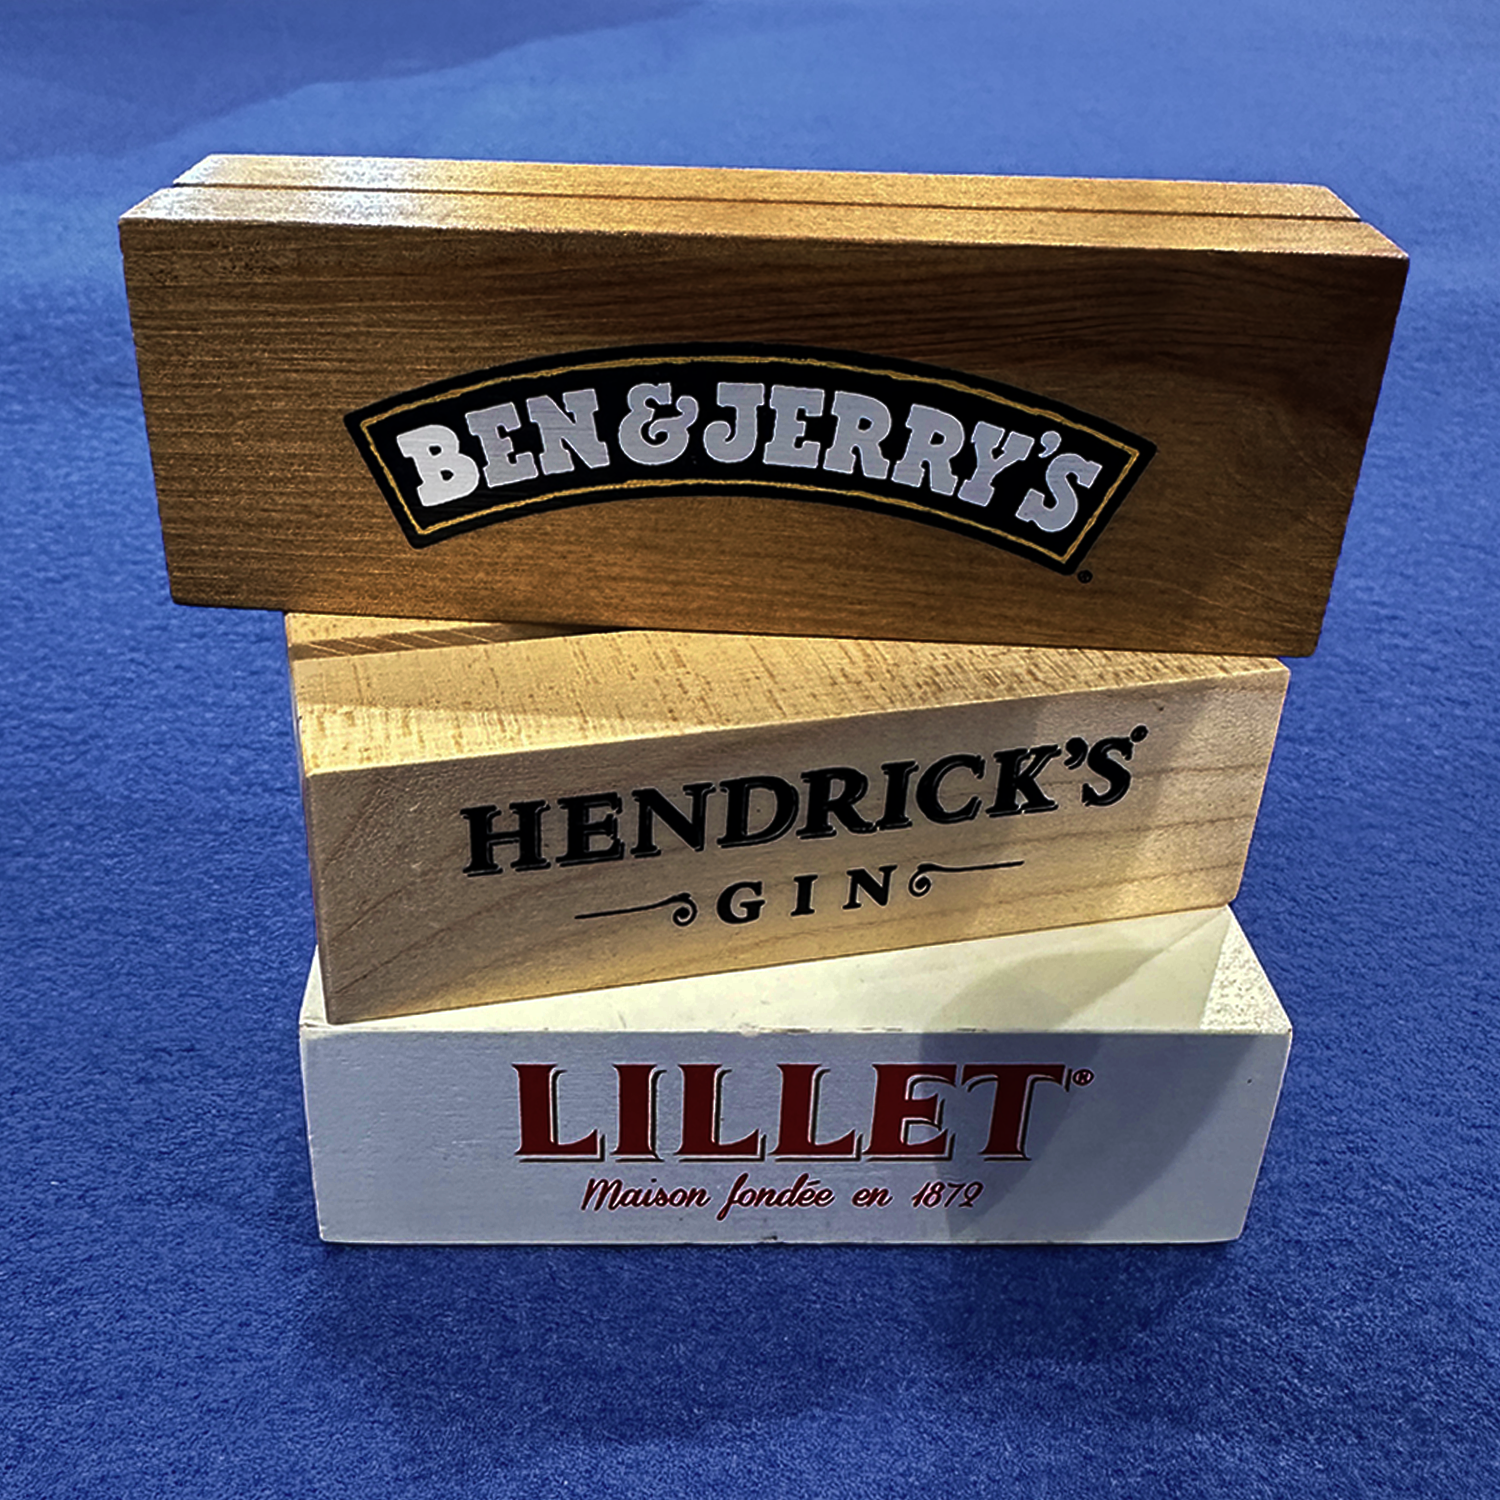 BEN & JERRY'S
HENDRICK'S
GIN
LILLET®
Maison fondée en 1872